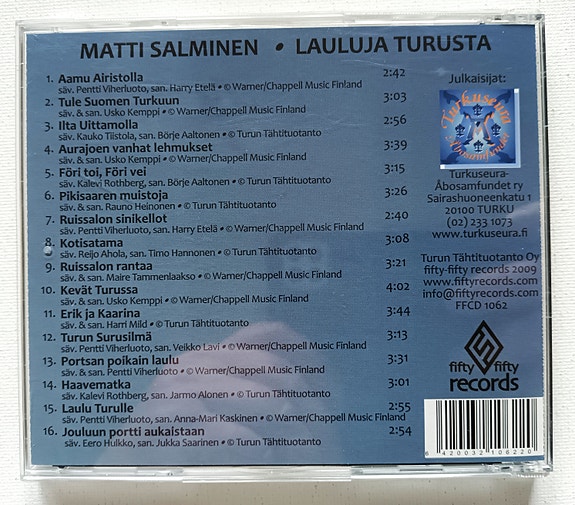 MATTI SALMINEN • LAULUJA TURUSTA
1. Aamu Airistolla 2:42
säv. Pentti Viherluoto, san. Harry Etelä • © Warner/Chappell Music Finland
2. Tule Suomen Turkuun 3:03
säv. & san. Usko Kemppi • © Warner/Chappell Music Finland
3. Ilta Uittamolla 2:56
säv. Kauko Tiistola, san. Börje Aaltonen • © Turun Tähtituotanto
4. Aurajoen vanhat lehmukset 3:39
säv. & san. Usko Kemppi • © Warner/Chappell Music Finland
5. Föri toi, Föri vei 3:15
säv. Kalevi Rothberg, san. Börje Aaltonen • © Turun Tähtituotanto
6. Pikisaaren muistoja 3:26
säv. & san. Rauno Heinonen • © Turun Tähtituotanto
7. Ruissalon sinikellot 2:40
säv. Pentti Viherluoto, san. Harry Etelä • © Warner/Chappell Music Finland
8. Kotisatama 3:08
säv. Reijo Ahola, san. Timo Hannonen • © Turun Tähtituotanto
9. Ruissalon rantaa 3:21
säv. & san. Maire Tammenlaakso • © Warner/Chappell Music Finland
10. Kevät Turussa 4:02
säv. & san. Usko Kemppi • © Warner/Chappell Music Finland
11. Erik ja Kaarina 3:44
säv. & san. Harri Mild • © Turun Tähtituotanto
12. Turun Surusilmä 3:13
säv. Pentti Viherluoto, san. Veikko Lavi • © Warner/Chappell Music Finland
13. Portsan poikain laulu 3:31
säv. & san. Pentti Viherluoto • © Warner/Chappell Music Finland
14. Haavematka 3:01
säv. Kalevi Rothberg, san. Jarmo Alonen • © Turun Tähtituotanto
15. Laulu Turulle 2:55
säv. Pentti Viherluoto, san. Anna-Mari Kaskinen • © Warner/Chappell Music Finland
16. Jouluun portti aukaistaan 2:54
säv. Eero Hulkko, san. Jukka Saarinen • © Turun Tähtituotanto
Julkaisijat:
Turkuseura
Åbosamfundet
Turkuseura-
Åbosamfundet ry
Sairashuoneenkatu 1
20100 TURKU
(02) 233 1073
www.turkuseura.fi
Turun Tähtituotanto Oy
fifty-fifty records 2009
www.fiftyrecords.com
info@fiftyrecords.com
FFCD 1062
fifty fifty
records
6 420032 106220